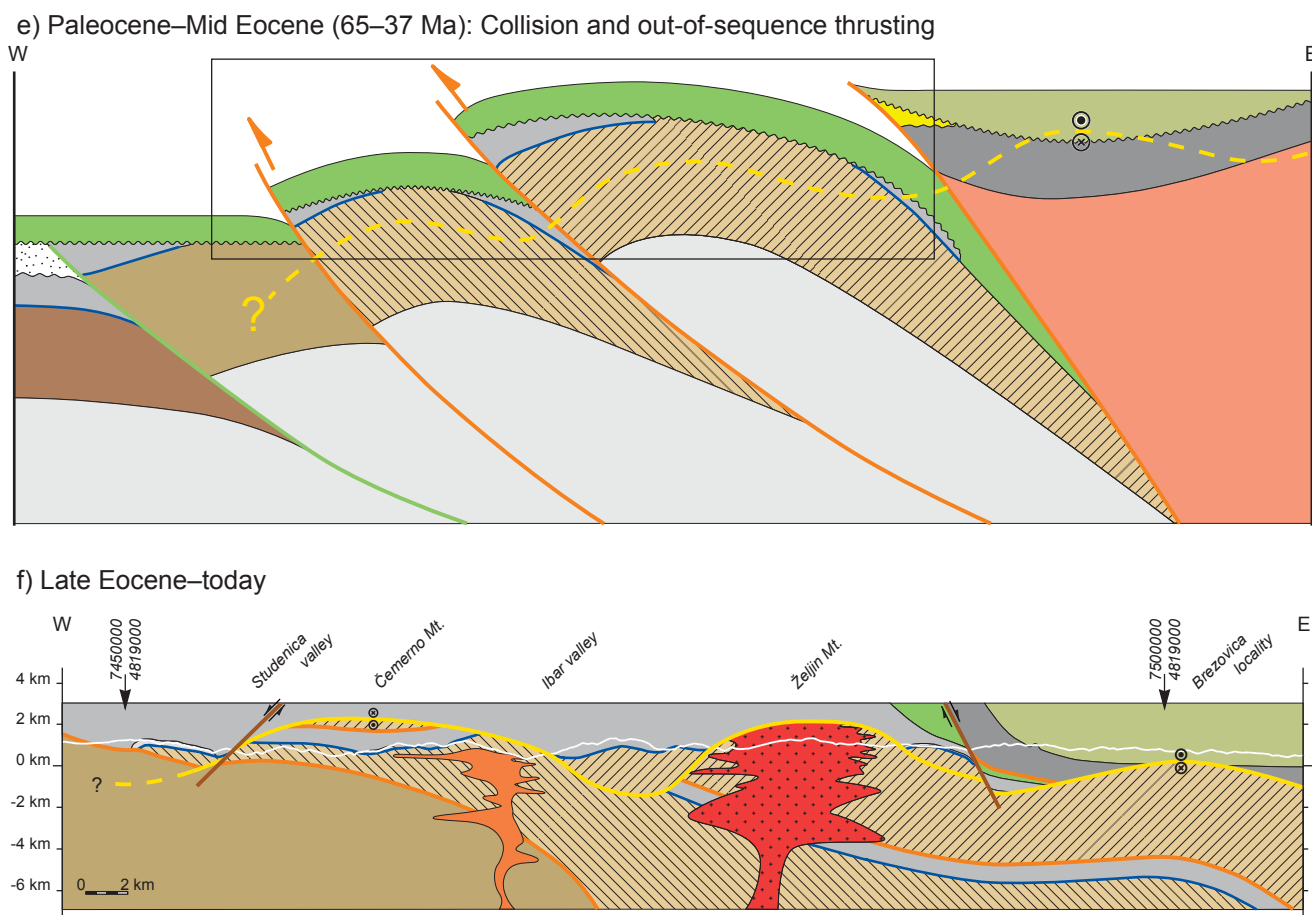 e) Paleocene–Mid Eocene (65–37 Ma): Collision and out-of-sequence thrusting
W
E
?
f) Late Eocene–today
W
7450000
4819000
Studenica
valley
Čemerno Mt.
Ibar valley
Željin Mt.
7500000
4819000
Brezovica
locality
E
4 km
2 km
0 km
-2 km
-4 km
-6 km
?
0 2 km